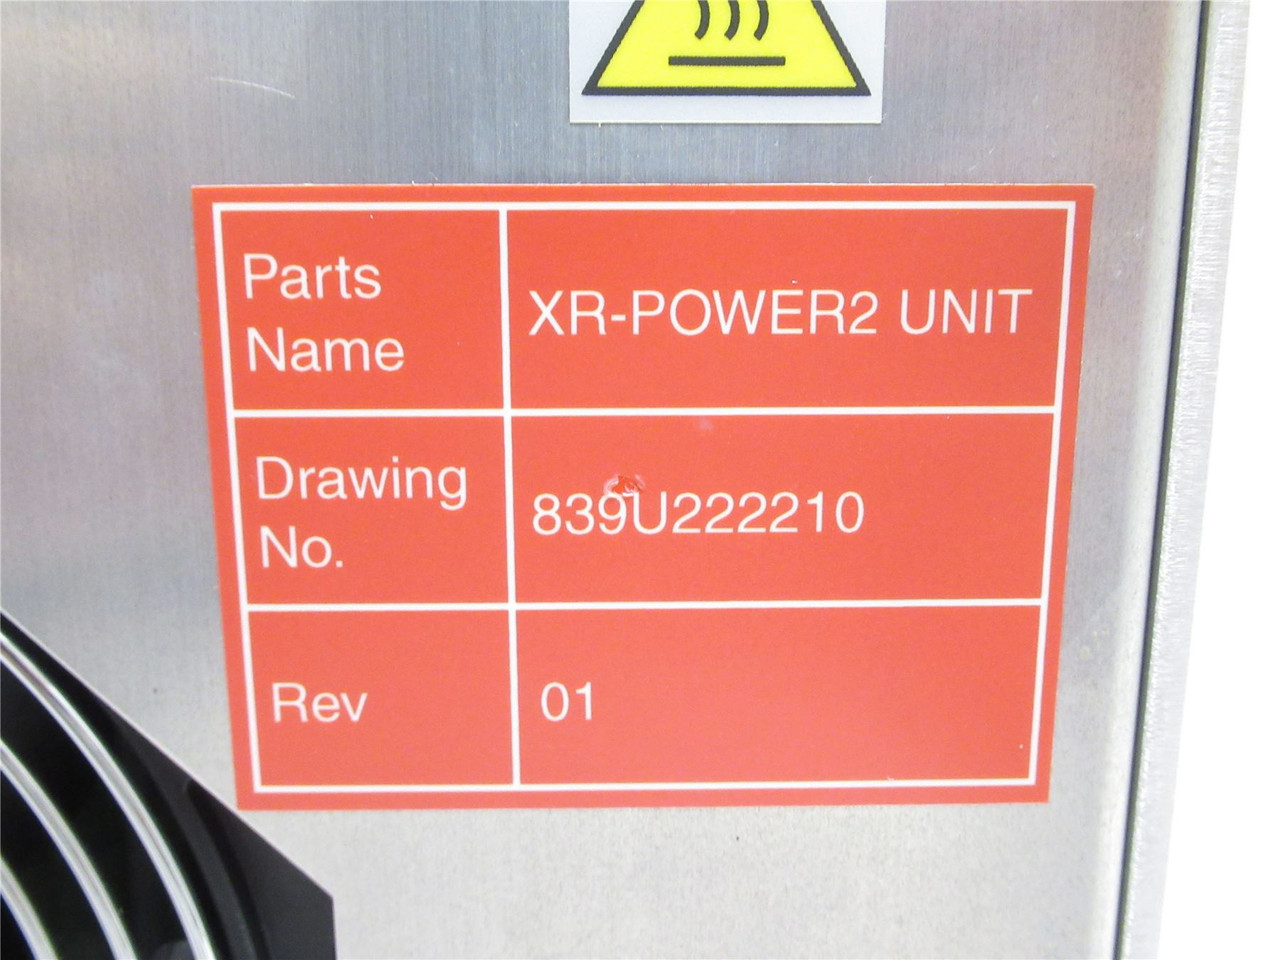 Parts
Name
XR-POWER2 UNIT
Drawing
No.
839U222210
Rev
01